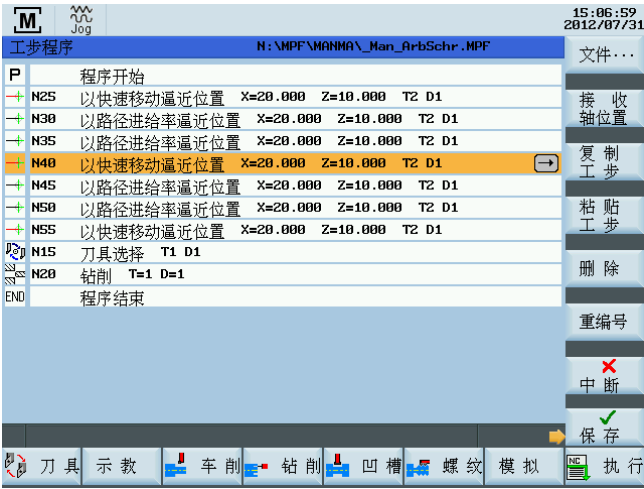 M
Jog
15:06:59
2012/07/31
工步程序 N:\MPF\MANMA\_Man_ArbSchr.MPF
P 程序开始
N25 以快速移动逼近位置 X=20.000 Z=10.000 T2 D1
N30 以路径进给率逼近位置 X=20.000 Z=10.000 T2 D1
N35 以路径进给率逼近位置 X=20.000 Z=10.000 T2 D1
N40 以快速移动逼近位置 X=20.000 Z=10.000 T2 D1
N45 以路径进给率逼近位置 X=20.000 Z=10.000 T2 D1
N50 以路径进给率逼近位置 X=20.000 Z=10.000 T2 D1
N55 以快速移动逼近位置 X=20.000 Z=10.000 T2 D1
N15 刀具选择 T1 D1
N20 钻削 T=1 D=1
END 程序结束
文件···
接 收
轴位置
复 制
工 步
粘 贴
工 步
删 除
重编号
中 断
保 存
刀 具 示 教 车 削 钻 削 凹 槽 螺 纹 模 拟 NC 执 行